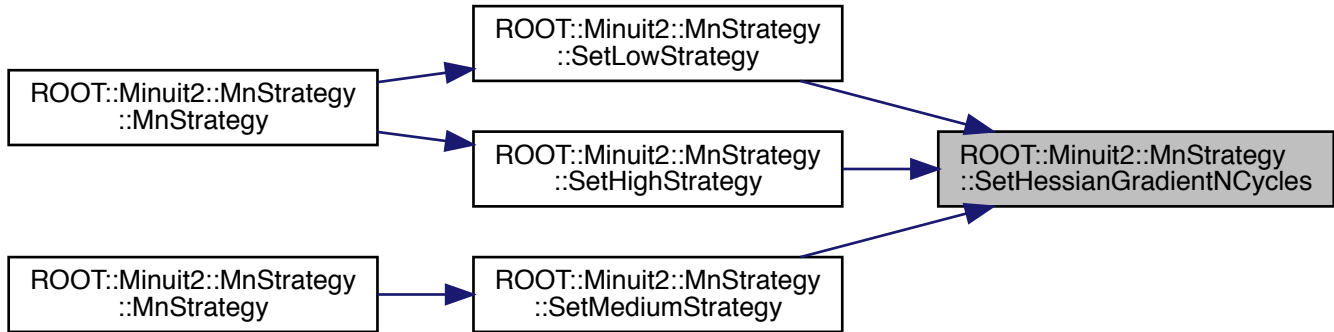 ROOT::Minuit2::MnStrategy
::SetLowStrategy
ROOT::Minuit2::MnStrategy
::MnStrategy
ROOT::Minuit2::MnStrategy
::SetHighStrategy
ROOT::Minuit2::MnStrategy
::SetHessianGradientNCycles
ROOT::Minuit2::MnStrategy
::MnStrategy
ROOT::Minuit2::MnStrategy
::SetMediumStrategy